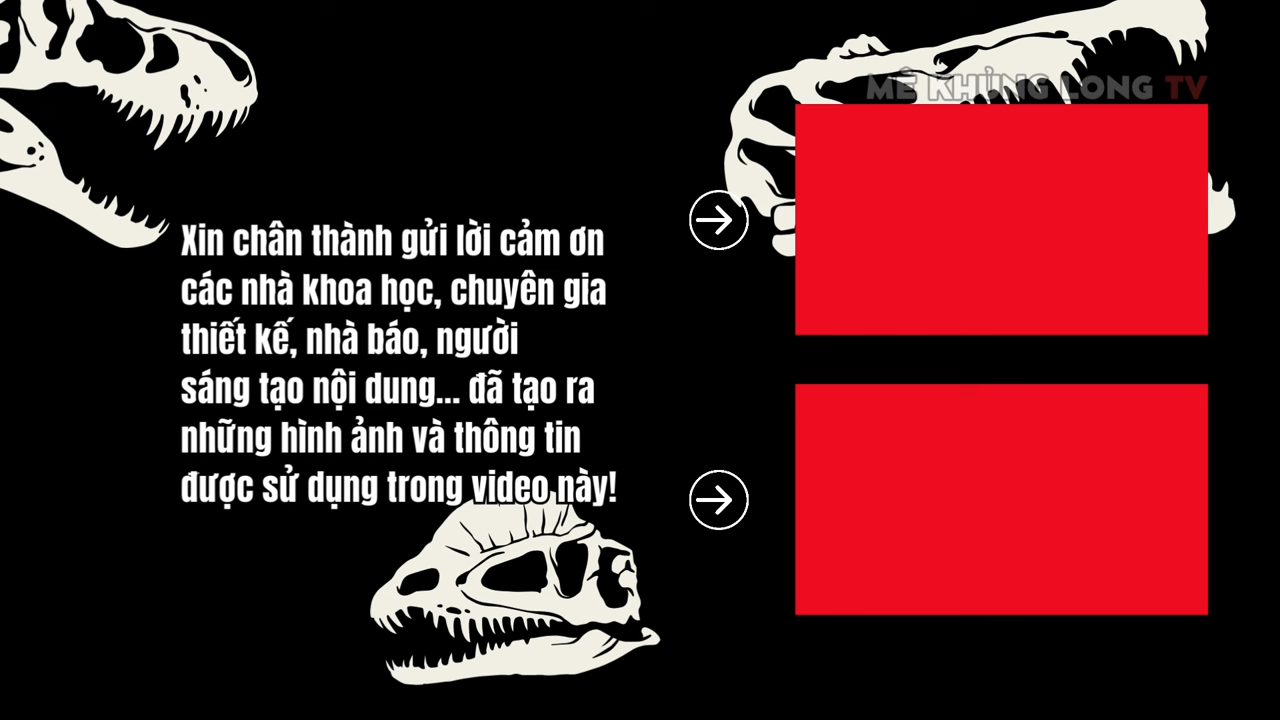 MÊ KHỦNG LONG TV
Xin chân thành gửi lời cảm ơn
các nhà khoa học, chuyên gia
thiết kế, nhà báo, người
sáng tạo nội dung... đã tạo ra
những hình ảnh và thông tin
được sử dụng trong video này!